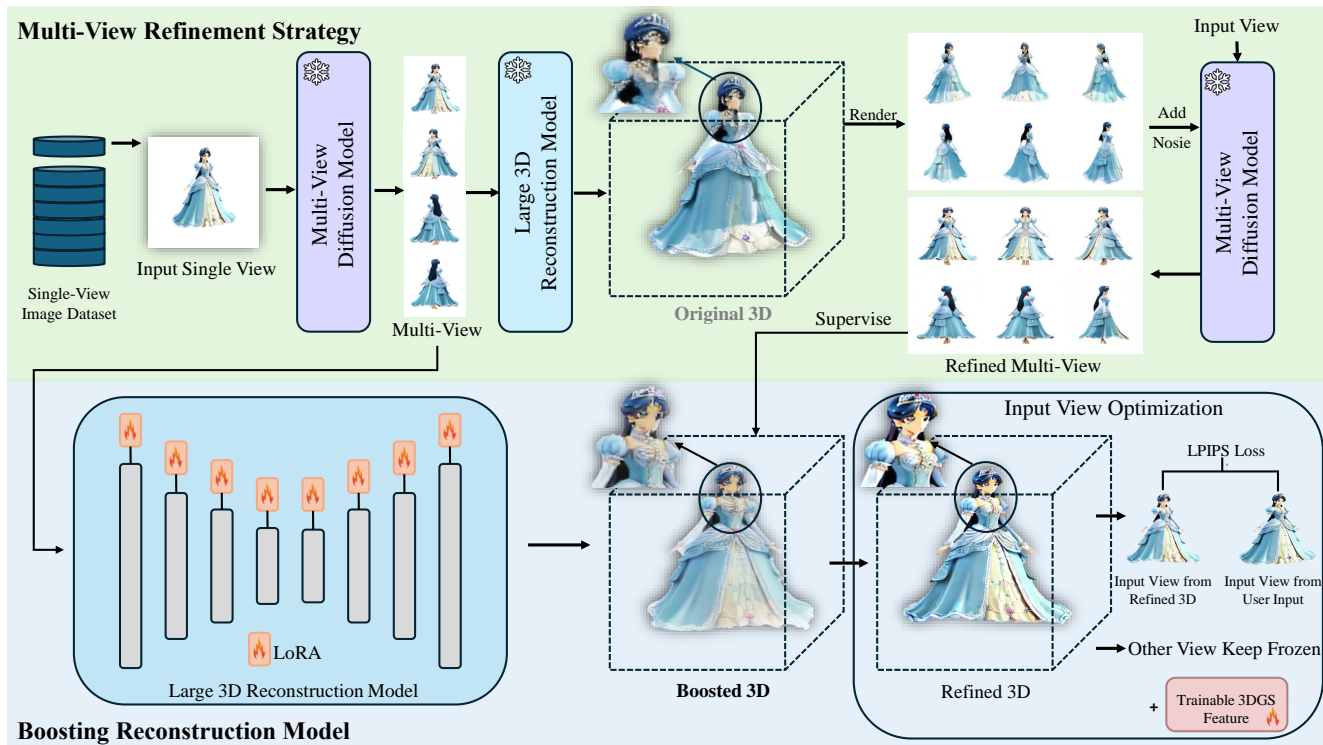 Multi-View Refinement Strategy
Input View
Single-View
Image Dataset
Input Single View
Multi-View
Diffusion Model
Multi-View
Large 3D
Reconstruction Model
Original 3D
Render
Add
Nosie
Multi-View
Diffusion Model
Refined Multi-View
Supervise
LoRA
Large 3D Reconstruction Model
Boosting Reconstruction Model
Boosted 3D
Input View Optimization
Refined 3D
LPIPS Loss
Input View from
Refined 3D
Input View from
User Input
Other View Keep Frozen
+
Trainable 3DGS
Feature